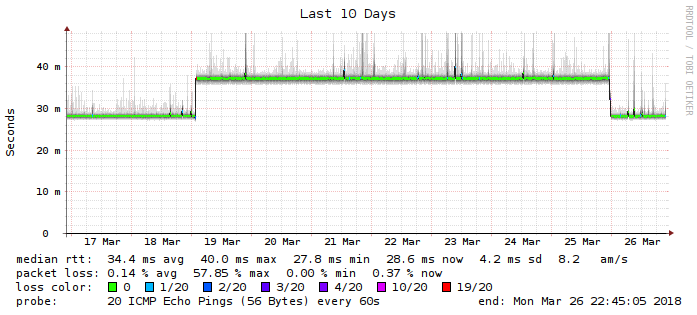 Last 10 Days
RRDTOOL / TOBI OETIKER
Seconds
40 m
30 m
20 m
10 m
0
17 Mar 18 Mar 19 Mar 20 Mar 21 Mar 22 Mar 23 Mar 24 Mar 25 Mar 26 Mar
median rtt: 34.4 ms avg 40.0 ms max 27.8 ms min 28.6 ms now 4.2 ms sd 8.2 am/s
packet loss: 0.14 % avg 57.85 % max 0.00 % min 0.37 % now
loss color: 0 1/20 2/20 3/20 4/20 10/20 19/20
probe: 20 ICMP Echo Pings (56 Bytes) every 60s end: Mon Mar 26 22:45:05 2018